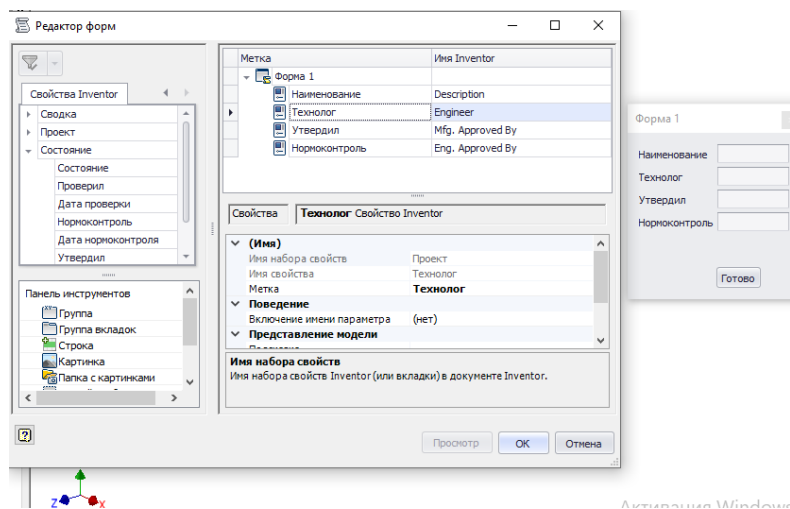 Редактор форм
Свойства Inventor
Сводка
Проект
Состояние
Состояние
Проверил
Дата проверки
Нормоконтроль
Дата нормоконтроля
Утвердил
Панель инструментов
Группа
Группа вкладок
Строка
Картинка
Папка с картинками
Метка Имя Inventor
Форма 1
Наименование Description
Технолог Engineer
Утвердил Mfg. Approved By
Нормоконтроль Eng. Approved By
Свойства Технолог Свойство Inventor
(Имя)
Имя набора свойств Проект
Имя свойства Технолог
Метка Технолог
Поведение
Включение имени параметра (нет)
Представление модели
Имя набора свойств
Имя набора свойств Inventor (или вкладки) в документе Inventor.
Просмотр ОК Отмена
Форма 1
Наименование
Технолог
Утвердил
Нормоконтроль
Готово
Z X
Активация Windows